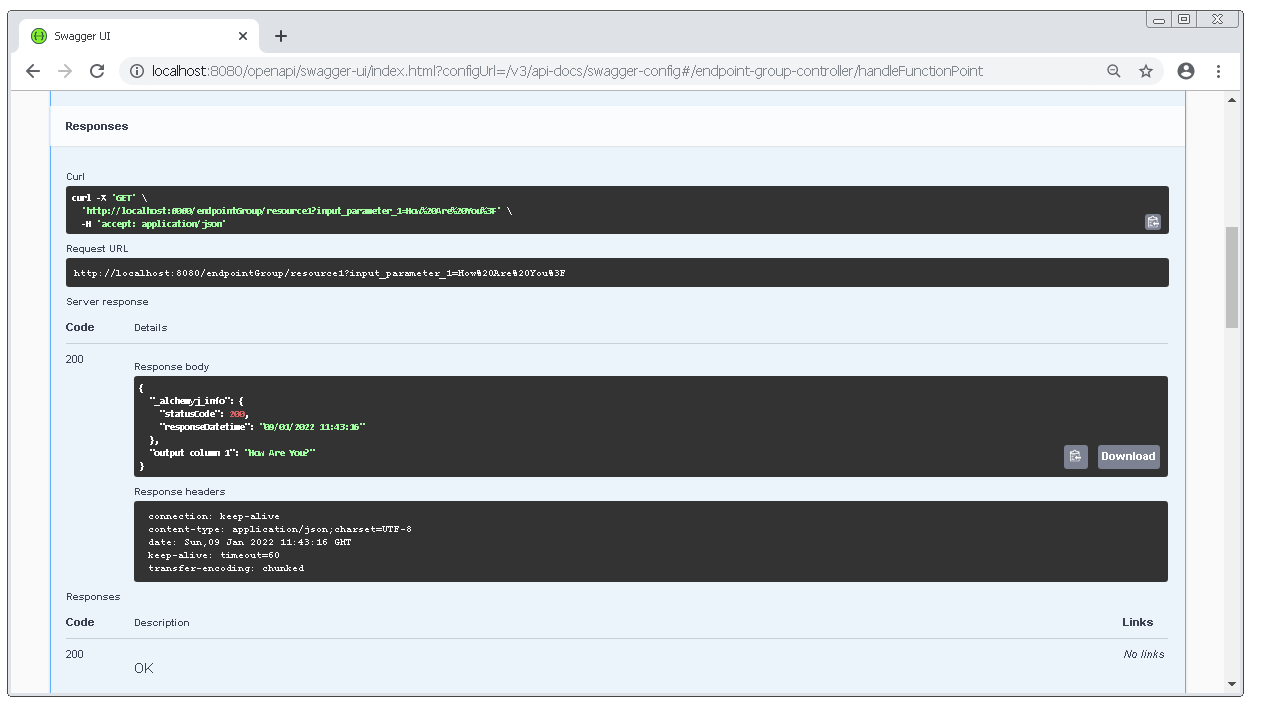 Swagger UI
localhost:8080/openapi/swagger-ui/index.html?configUrl=/v3/api-docs/swagger-config#/endpoint-group-controller/handleFunctionPoint
Responses
Curl
curl -X 'GET' \
'http://localhost:8080/endpointGroup/resource1?input_parameter_1=How%20Are%20You%3F' \
-H 'accept: application/json'
Request URL
http://localhost:8080/endpointGroup/resource1?input_parameter_1=How%20Are%20You%3F
Server response
Code Details
200
Response body
{
"_alchemyj_info": {
"statusCode": 200,
"responseDatetime": "09/01/2022 11:43:16"
},
"output column 1": "How Are You?"
}
Download
Response headers
connection: keep-alive
content-type: application/json;charset=UTF-8
date: Sun,09 Jan 2022 11:43:16 GMT
keep-alive: timeout=60
transfer-encoding: chunked
Responses
Code Description Links
200 No links
OK